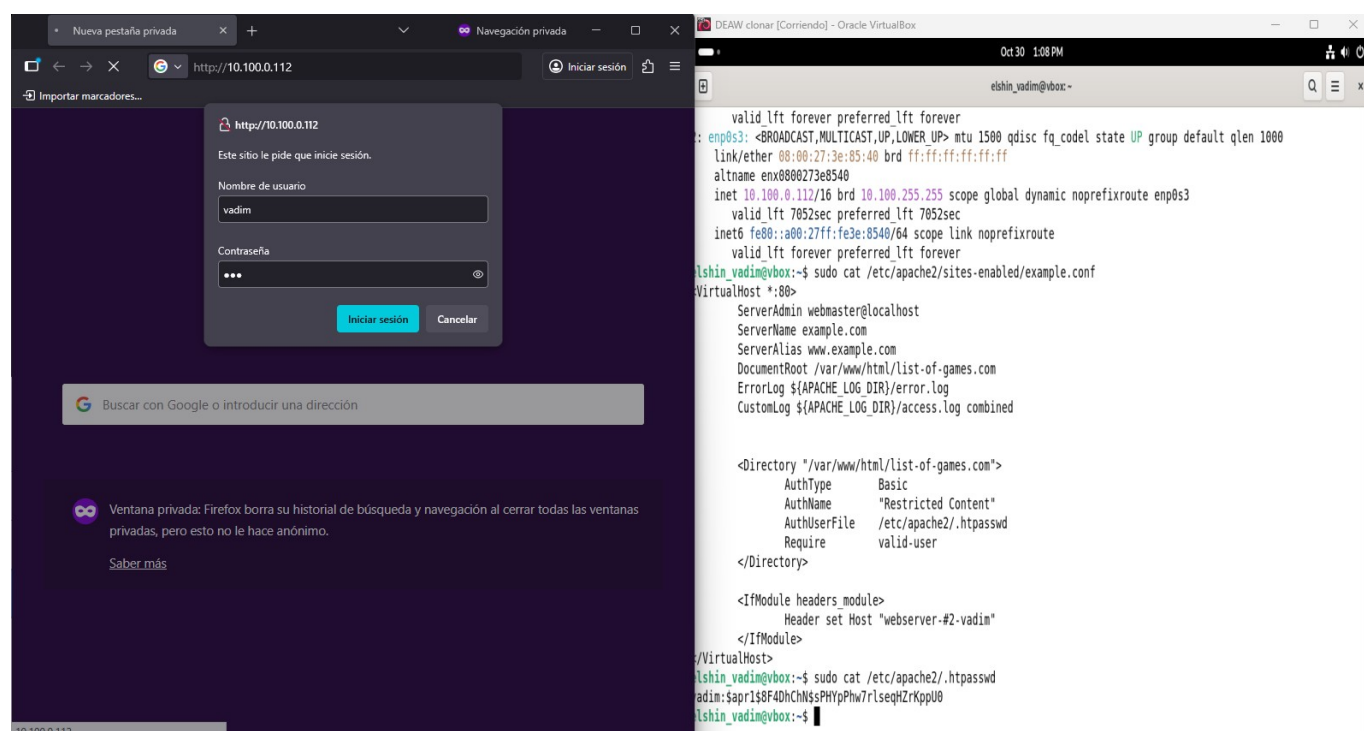 Nueva pestaña privada
Navegación privada
http://10.100.0.112
Iniciar sesión
Importar marcadores...
http://10.100.0.112
Este sitio le pide que inicie sesión.
Nombre de usuario
vadim
Contraseña
•••
Iniciar sesión
Cancelar
Buscar con Google o introducir una dirección
Ventana privada: Firefox borra su historial de búsqueda y navegación al cerrar todas las ventanas
privadas, pero esto no le hace anónimo.
Saber más
10.100.0.112
DEAW clonar [Corriendo] - Oracle VirtualBox
Oct 30 1:08 PM
elshin_vadim@vbox: ~
valid_lft forever preferred_lft forever
: enp0s3: <BROADCAST,MULTICAST,UP,LOWER_UP> mtu 1500 qdisc fq_codel state UP group default qlen 1000
link/ether 08:00:27:3e:85:40 brd ff:ff:ff:ff:ff:ff
altname enx0800273e8540
inet 10.100.0.112/16 brd 10.100.255.255 scope global dynamic noprefixroute enp0s3
valid_lft 7052sec preferred_lft 7052sec
inet6 fe80::a00:27ff:fe3e:8540/64 scope link noprefixroute
valid_lft forever preferred_lft forever
elshin_vadim@vbox:~$ sudo cat /etc/apache2/sites-enabled/example.conf
<VirtualHost *:80>
ServerAdmin webmaster@localhost
ServerName example.com
ServerAlias www.example.com
DocumentRoot /var/www/html/list-of-games.com
ErrorLog ${APACHE_LOG_DIR}/error.log
CustomLog ${APACHE_LOG_DIR}/access.log combined
<Directory "/var/www/html/list-of-games.com">
AuthType Basic
AuthName "Restricted Content"
AuthUserFile /etc/apache2/.htpasswd
Require valid-user
</Directory>
<IfModule headers_module>
Header set Host "webserver-#2-vadim"
</IfModule>
</VirtualHost>
elshin_vadim@vbox:~$ sudo cat /etc/apache2/.htpasswd
vadim:$apr1$8F4DhChN$sPHYpPhw7rlseqHZrKppU0
elshin_vadim@vbox:~$